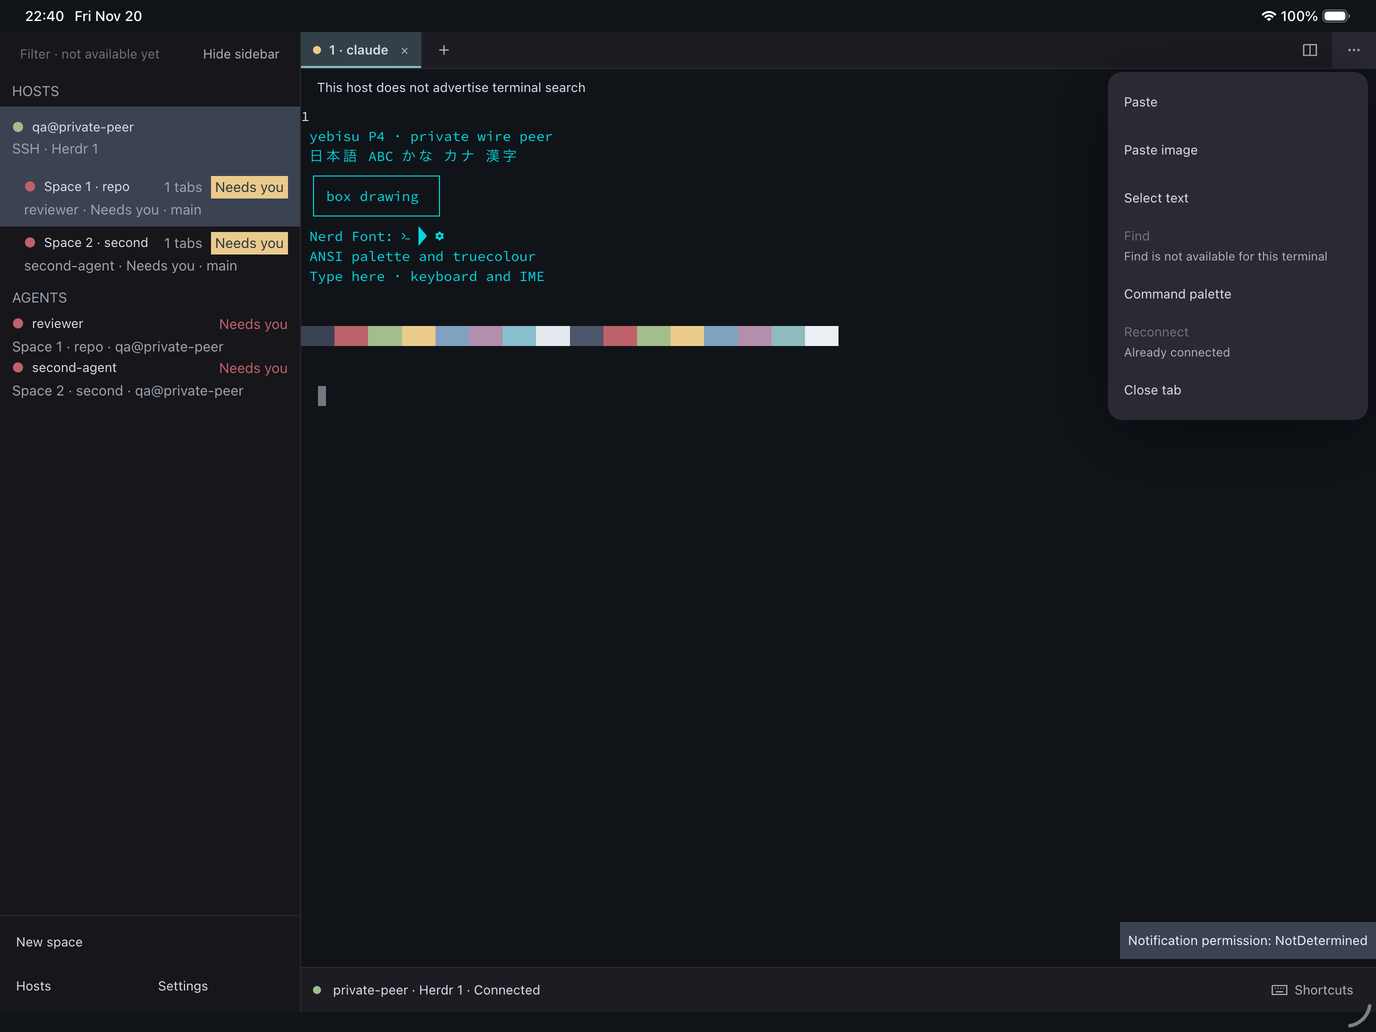 22:40 Fri Nov 20
100%
Filter · not available yet
Hide sidebar
HOSTS
qa@private-peer
SSH · Herdr 1
Space 1 · repo
1 tabs
Needs you
reviewer · Needs you · main
Space 2 · second
1 tabs
Needs you
second-agent · Needs you · main
AGENTS
reviewer
Needs you
Space 1 · repo · qa@private-peer
second-agent
Needs you
Space 2 · second · qa@private-peer
New space
Hosts
Settings
1 · claude ×
+
This host does not advertise terminal search
1
yebisu P4 · private wire peer
日本語 ABC かな カナ 漢字
box drawing
Nerd Font:
ANSI palette and truecolour
Type here · keyboard and IME
Paste
Paste image
Select text
Find
Find is not available for this terminal
Command palette
Reconnect
Already connected
Close tab
Notification permission: NotDetermined
private-peer · Herdr 1 · Connected
Shortcuts